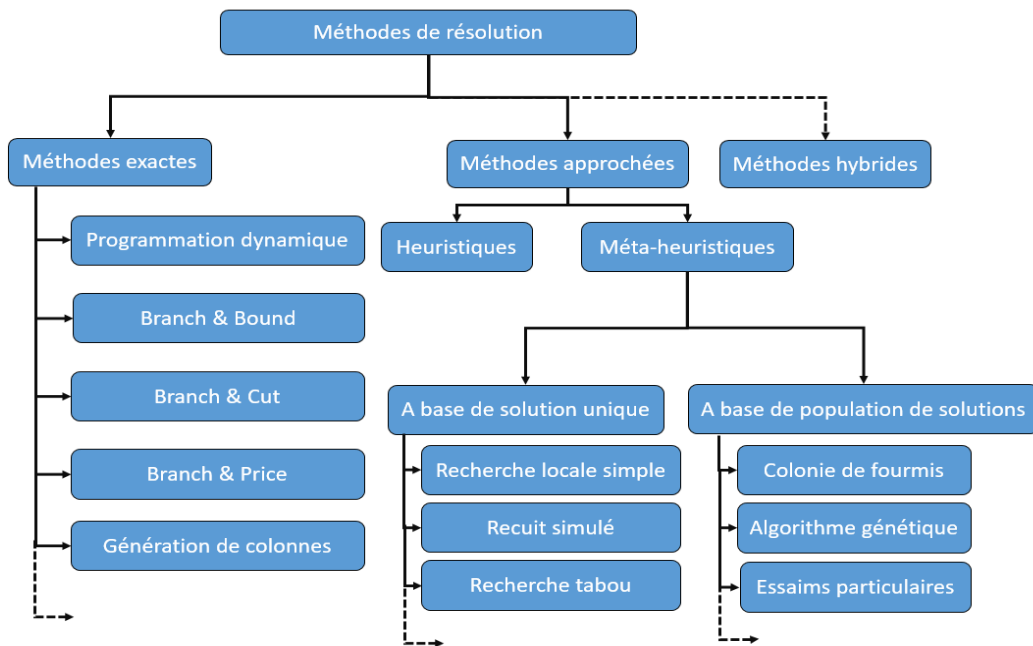 Méthodes de résolution
Méthodes exactes
Méthodes approchées
Méthodes hybrides
Programmation dynamique
Heuristiques
Méta-heuristiques
Branch & Bound
Branch & Cut
A base de solution unique
A base de population de solutions
Branch & Price
Recherche locale simple
Colonie de fourmis
Génération de colonnes
Recuit simulé
Algorithme génétique
Recherche tabou
Essaims particulaires